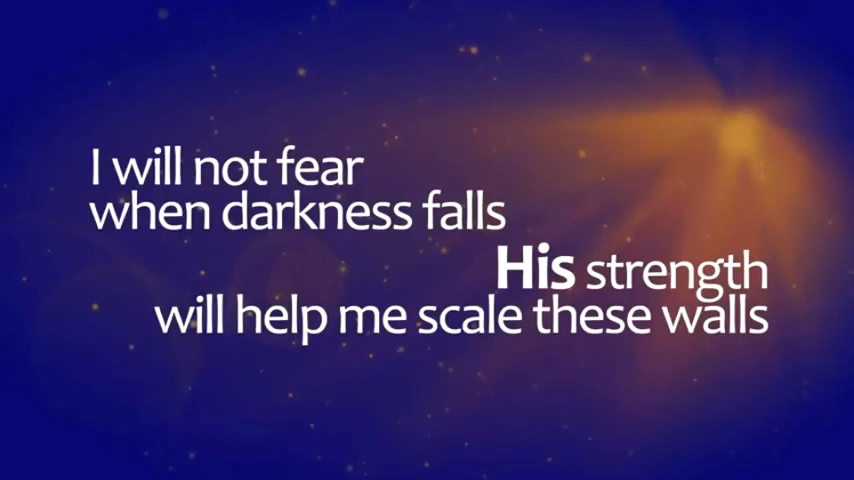 I will not fear
when darkness falls
His strength
will help me scale these walls